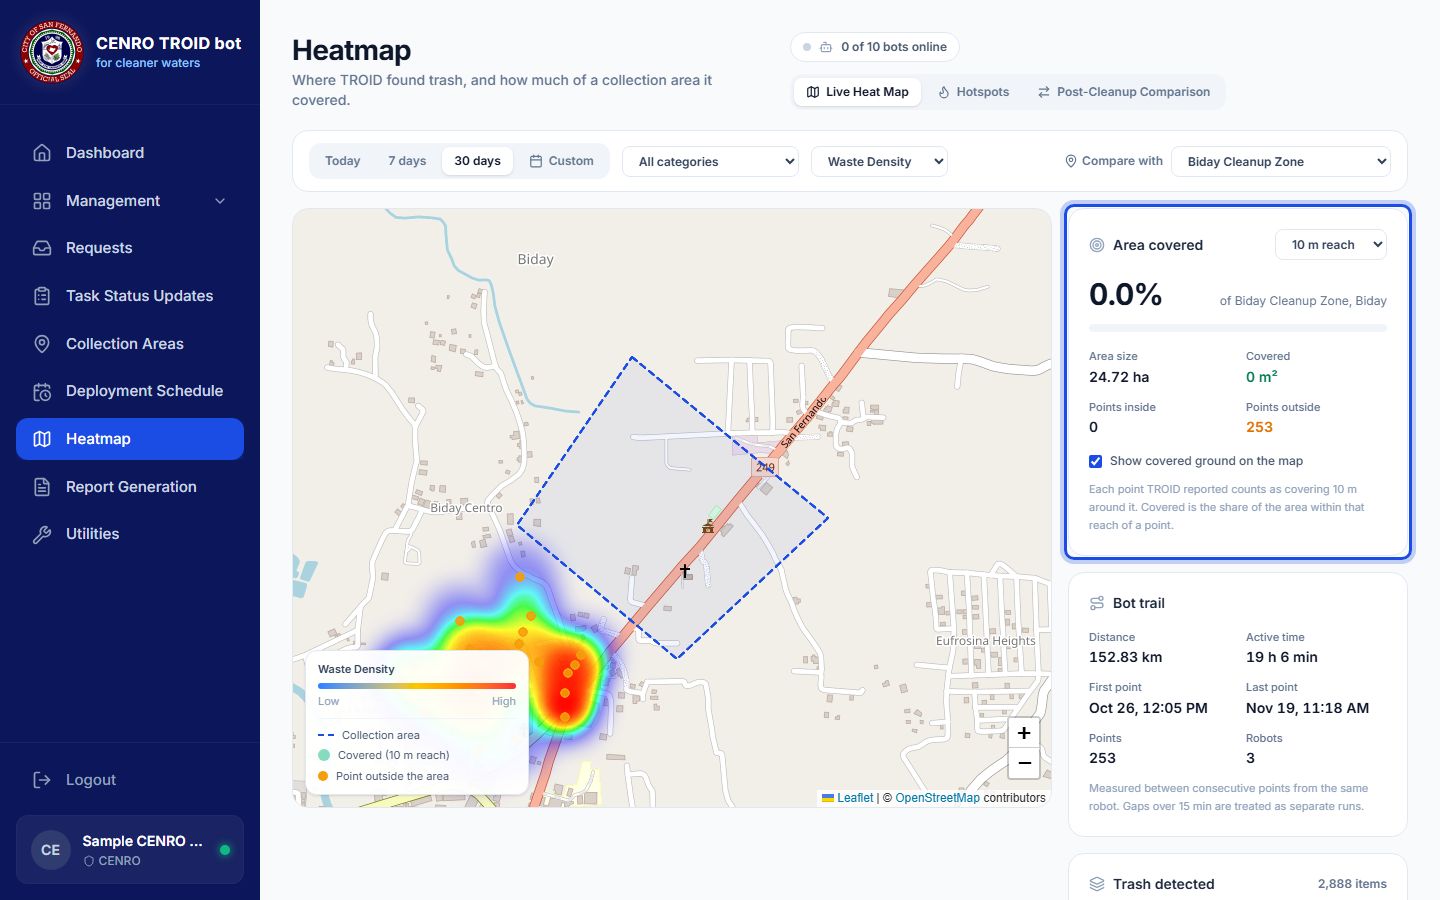 CITY OF SAN FERNANDO
OFFICIAL SEAL
CENRO TROID bot
for cleaner waters
Dashboard
Management
Requests
Task Status Updates
Collection Areas
Deployment Schedule
Heatmap
Report Generation
Utilities
Logout
CE
Sample CENRO ...
CENRO
Heatmap
Where TROID found trash, and how much of a collection area it
covered.
0 of 10 bots online
Live Heat Map
Hotspots
Post-Cleanup Comparison
Today
7 days
30 days
Custom
All categories
Waste Density
Compare with
Biday Cleanup Zone
Biday
San Fernando
249
Biday Centro
Eufrosina Heights
Waste Density
Low
High
Collection area
Covered (10 m reach)
Point outside the area
+
−
Leaflet | © OpenStreetMap contributors
Area covered
10 m reach
0.0%
of Biday Cleanup Zone, Biday
Area size
Covered
24.72 ha
0 m²
Points inside
Points outside
0
253
Show covered ground on the map
Each point TROID reported counts as covering 10 m
around it. Covered is the share of the area within that
reach of a point.
Bot trail
Distance
Active time
152.83 km
19 h 6 min
First point
Last point
Oct 26, 12:05 PM
Nov 19, 11:18 AM
Points
Robots
253
3
Measured between consecutive points from the same
robot. Gaps over 15 min are treated as separate runs.
Trash detected
2,888 items